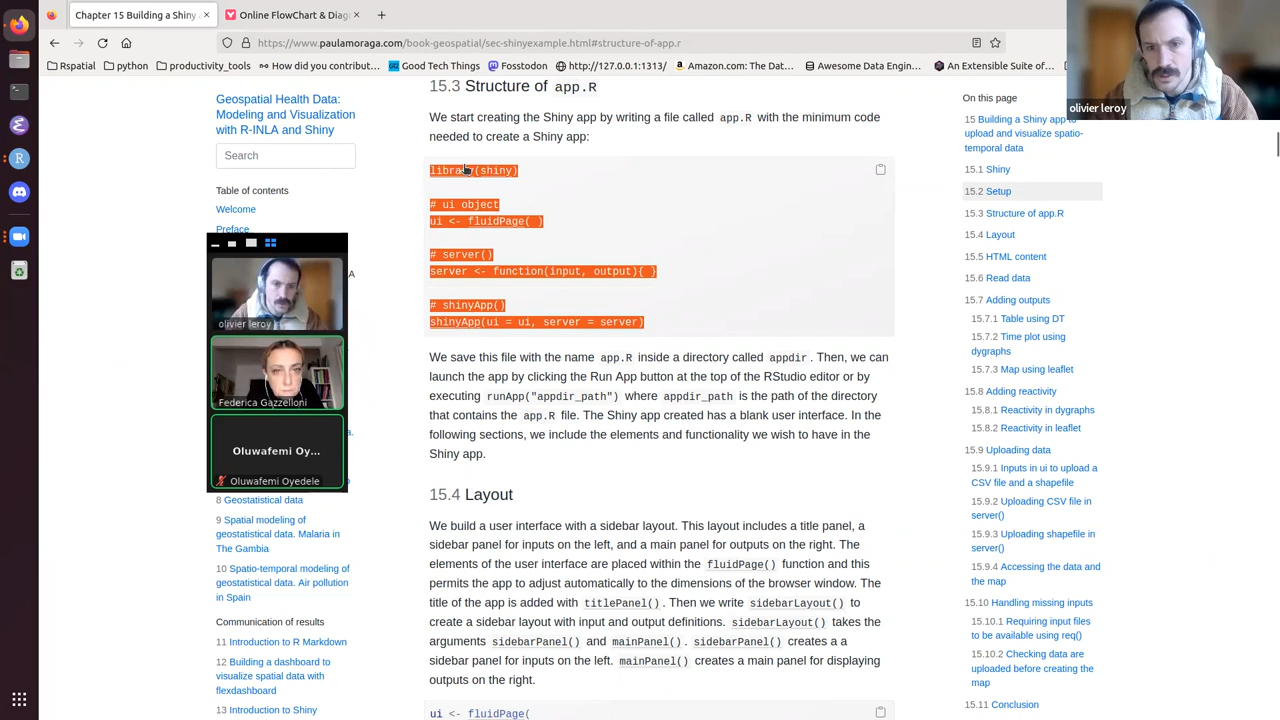 Chapter 15 Building a Shiny
Online FlowChart & Diag
https://www.paulamoraga.com/book-geospatial/sec-shinyexample.html#structure-of-app.r
Rspatial
python
productivity_tools
How did you contribut…
Good Tech Things
Fosstodon
http://127.0.0.1:1313/
Amazon.com: The Dat…
Awesome Data Engin…
An Extensible Suite of…
olivier leroy
Geospatial Health Data:
Modeling and Visualization
with R-INLA and Shiny
Search
Table of contents
Welcome
Preface
olivier leroy
Federica Gazzelloni
Oluwafemi Oy...
Oluwafemi Oyedele
8 Geostatistical data
9 Spatial modeling of
geostatistical data. Malaria in
The Gambia
10 Spatio-temporal modeling of
geostatistical data. Air pollution
in Spain
Communication of results
11 Introduction to R Markdown
12 Building a dashboard to
visualize spatial data with
flexdashboard
13 Introduction to Shiny
15.3 Structure of app.R
We start creating the Shiny app by writing a file called app.R with the minimum code
needed to create a Shiny app:
library(shiny)
# ui object
ui <- fluidPage( )
# server()
server <- function(input, output){ }
# shinyApp()
shinyApp(ui = ui, server = server)
We save this file with the name app.R inside a directory called appdir. Then, we can
launch the app by clicking the Run App button at the top of the RStudio editor or by
executing runApp("appdir_path") where appdir_path is the path of the directory
that contains the app.R file. The Shiny app created has a blank user interface. In the
following sections, we include the elements and functionality we wish to have in the
Shiny app.
15.4 Layout
We build a user interface with a sidebar layout. This layout includes a title panel, a
sidebar panel for inputs on the left, and a main panel for outputs on the right. The
elements of the user interface are placed within the fluidPage() function and this
permits the app to adjust automatically to the dimensions of the browser window. The
title of the app is added with titlePanel(). Then we write sidebarLayout() to
create a sidebar layout with input and output definitions. sidebarLayout() takes the
arguments sidebarPanel() and mainPanel(). sidebarPanel() creates a a
sidebar panel for inputs on the left. mainPanel() creates a main panel for displaying
outputs on the right.
ui <- fluidPage(
On this page
15 Building a Shiny app to
upload and visualize spatio-
temporal data
15.1 Shiny
15.2 Setup
15.3 Structure of app.R
15.4 Layout
15.5 HTML content
15.6 Read data
15.7 Adding outputs
15.7.1 Table using DT
15.7.2 Time plot using
dygraphs
15.7.3 Map using leaflet
15.8 Adding reactivity
15.8.1 Reactivity in dygraphs
15.8.2 Reactivity in leaflet
15.9 Uploading data
15.9.1 Inputs in ui to upload a
CSV file and a shapefile
15.9.2 Uploading CSV file in
server()
15.9.3 Uploading shapefile in
server()
15.9.4 Accessing the data and
the map
15.10 Handling missing inputs
15.10.1 Requiring input files
to be available using req()
15.10.2 Checking data are
uploaded before creating the
map
15.11 Conclusion